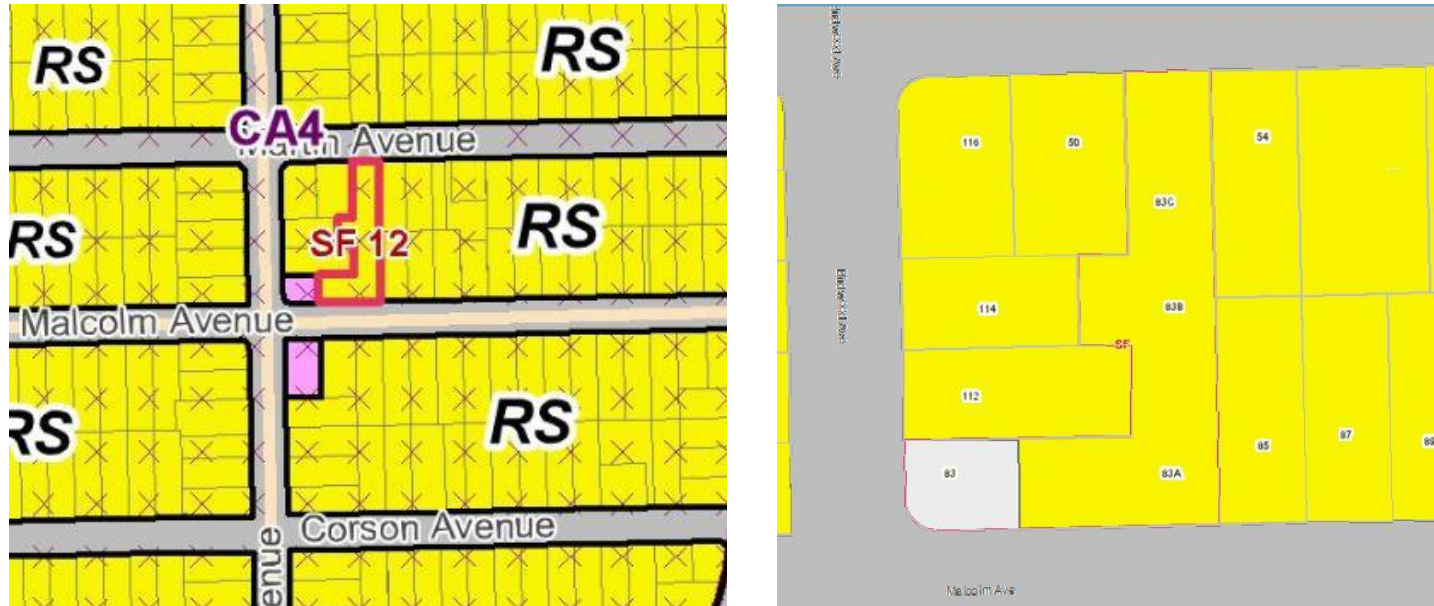 RS
RS
CA4
Martin Avenue
RS
RS
SF 12
Malcolm Avenue
RS
RS
Corson Avenue
enue
116
50
54
83C
114
83B
SF
112
83
83A
85
87
89
Malcolm Ave